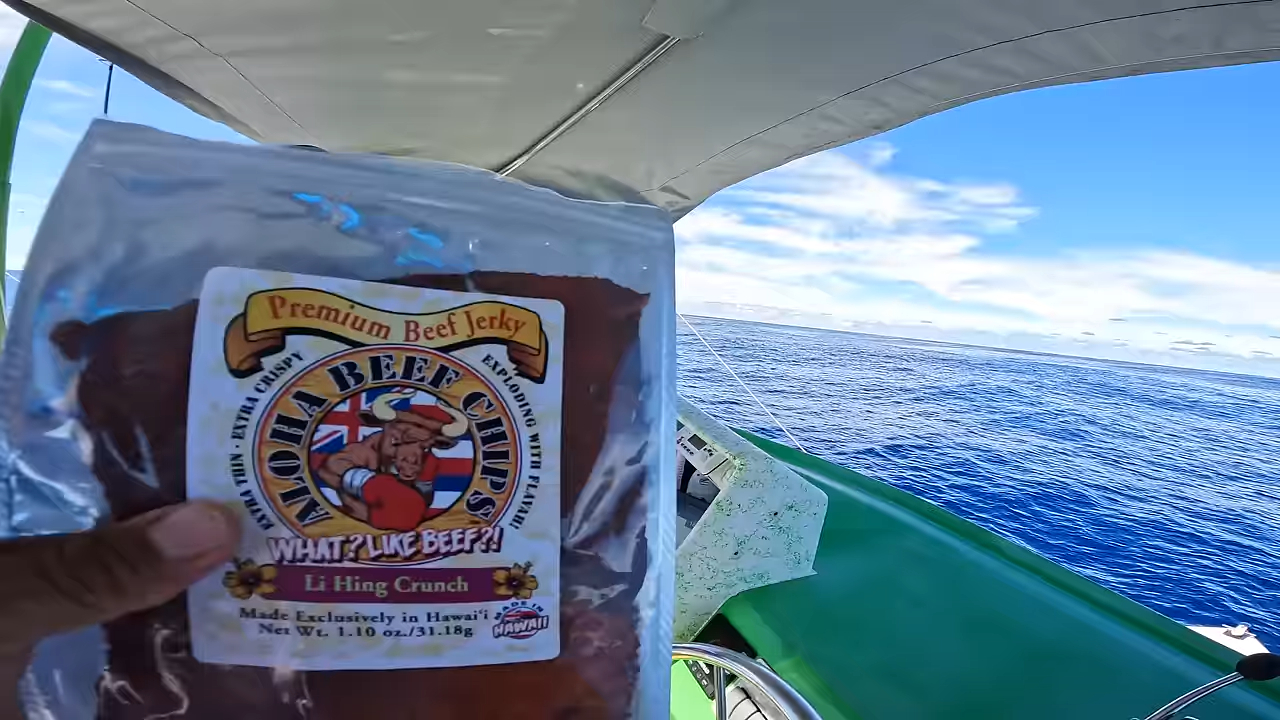 Premium Beef Jerky
EXTRA THIN · EXTRA CRISPY
ALOHA BEEF CHIPS
EXPLODING WITH FLAVAH!
WHAT? LIKE BEEF?!
Li Hing Crunch
Made Exclusively in Hawai'i
Net Wt. 1.10 oz./31.18g
MADE IN
HAWAII